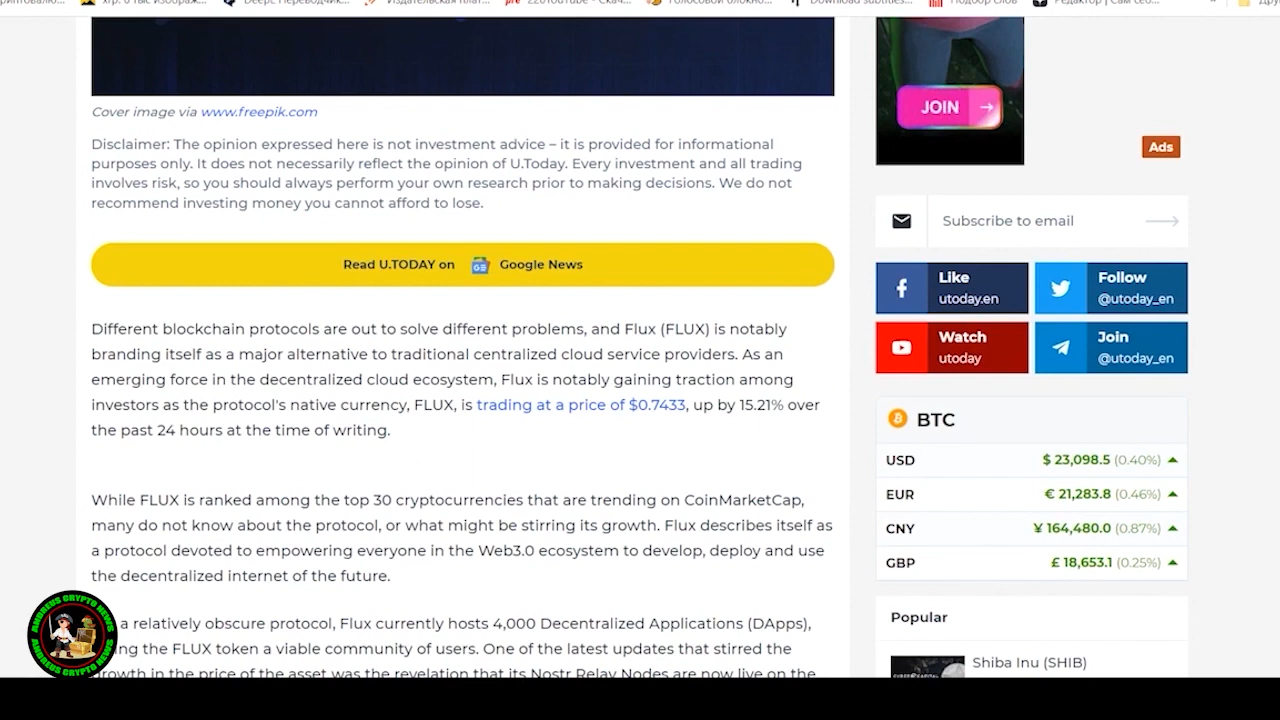 Cover image via www.freepik.com
Disclaimer: The opinion expressed here is not investment advice – it is provided for informational
purposes only. It does not necessarily reflect the opinion of U.Today. Every investment and all trading
involves risk, so you should always perform your own research prior to making decisions. We do not
recommend investing money you cannot afford to lose.
Read U.TODAY on Google News
Different blockchain protocols are out to solve different problems, and Flux (FLUX) is notably
branding itself as a major alternative to traditional centralized cloud service providers. As an
emerging force in the decentralized cloud ecosystem, Flux is notably gaining traction among
investors as the protocol's native currency, FLUX, is trading at a price of $0.7433, up by 15.21% over
the past 24 hours at the time of writing.
While FLUX is ranked among the top 30 cryptocurrencies that are trending on CoinMarketCap,
many do not know about the protocol, or what might be stirring its growth. Flux describes itself as
a protocol devoted to empowering everyone in the Web3.0 ecosystem to develop, deploy and use
the decentralized internet of the future.
a relatively obscure protocol, Flux currently hosts 4,000 Decentralized Applications (DApps),
the FLUX token a viable community of users. One of the latest updates that stirred the
growth in the price of the asset was the revelation that its Nostr Relay Nodes are now live on the
ANDREUS CRYPTO NEWS
ANDREUS CRYPTO NEWS
JOIN
Ads
Subscribe to email
Like
utoday.en
Follow
@utoday_en
Watch
utoday
Join
@utoday_en
BTC
USD $ 23,098.5 (0.40%)
EUR € 21,283.8 (0.46%)
CNY ¥ 164,480.0 (0.87%)
GBP £ 18,653.1 (0.25%)
Popular
Shiba Inu (SHIB)